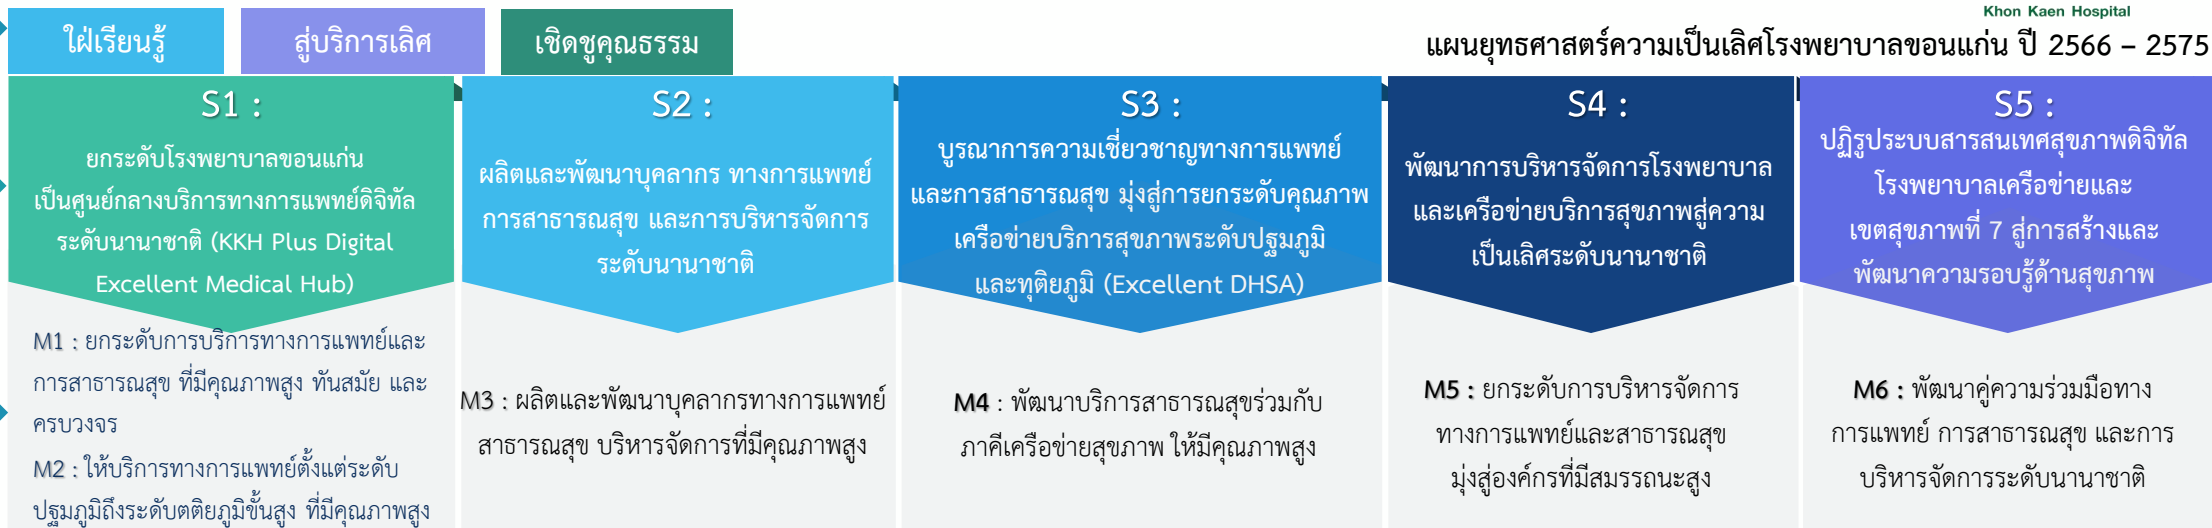 Khon Kaen Hospital
ใฝ่เรียนรู้
สู่บริการเลิศ
เชิดชูคุณธรรม
แผนยุทธศาสตร์ความเป็นเลิศโรงพยาบาลขอนแก่น ปี 2566 – 2575
S1 :
ยกระดับโรงพยาบาลขอนแก่น
เป็นศูนย์กลางบริการทางการแพทย์ดิจิทัล
ระดับนานาชาติ (KKH Plus Digital
Excellent Medical Hub)
M1 : ยกระดับการบริการทางการแพทย์และ
การสาธารณสุข ที่มีคุณภาพสูง ทันสมัย และ
ครบวงจร
M2 : ให้บริการทางการแพทย์ตั้งแต่ระดับ
ปฐมภูมิถึงระดับตติยภูมิขั้นสูง ที่มีคุณภาพสูง
S2 :
ผลิตและพัฒนาบุคลากร ทางการแพทย์
การสาธารณสุข และการบริหารจัดการ
ระดับนานาชาติ
M3 : ผลิตและพัฒนาบุคลากรทางการแพทย์
สาธารณสุข บริหารจัดการที่มีคุณภาพสูง
S3 :
บูรณาการความเชี่ยวชาญทางการแพทย์
และการสาธารณสุข มุ่งสู่การยกระดับคุณภาพ
เครือข่ายบริการสุขภาพระดับปฐมภูมิ
และทุติยภูมิ (Excellent DHSA)
M4 : พัฒนาบริการสาธารณสุขร่วมกับ
ภาคีเครือข่ายสุขภาพ ให้มีคุณภาพสูง
S4 :
พัฒนาการบริหารจัดการโรงพยาบาล
และเครือข่ายบริการสุขภาพสู่ความ
เป็นเลิศระดับนานาชาติ
M5 : ยกระดับการบริหารจัดการ
ทางการแพทย์และสาธารณสุข
มุ่งสู่องค์กรที่มีสมรรถนะสูง
S5 :
ปฏิรูประบบสารสนเทศสุขภาพดิจิทัล
โรงพยาบาลเครือข่ายและ
เขตสุขภาพที่ 7 สู่การสร้างและ
พัฒนาความรอบรู้ด้านสุขภาพ
M6 : พัฒนาคู่ความร่วมมือทาง
การแพทย์ การสาธารณสุข และการ
บริหารจัดการระดับนานาชาติ